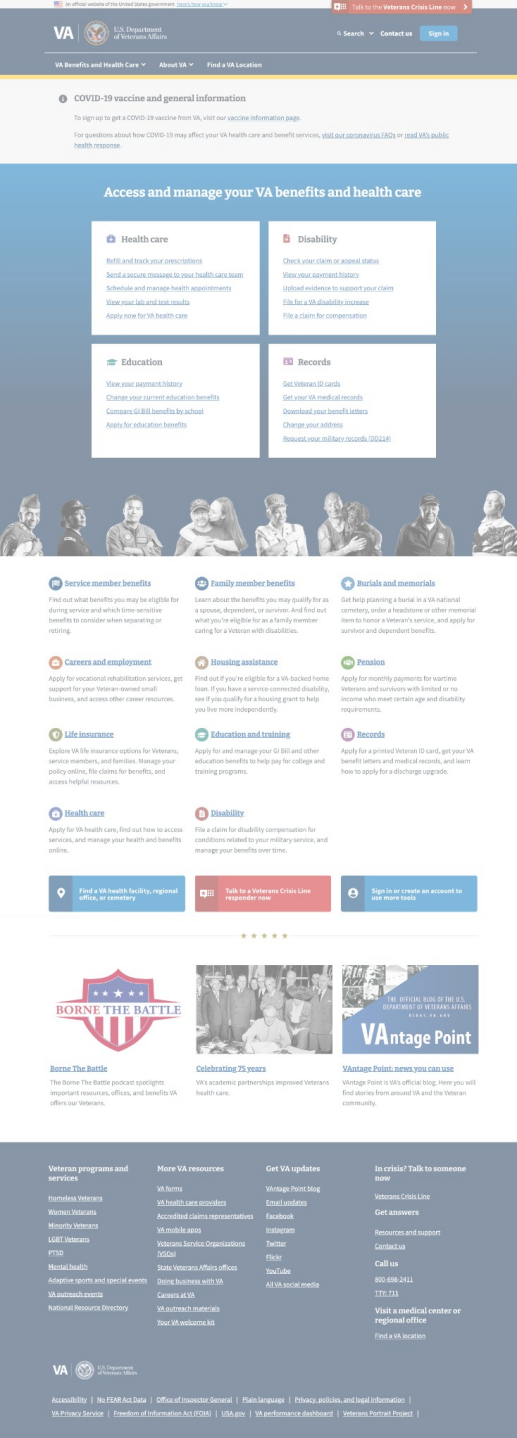 An official website of the United States government Here's how you know
Talk to the Veterans Crisis Line now
VA
U.S. Department
of Veterans Affairs
Search
Contact us
Sign in
VA Benefits and Health Care
About VA
Find a VA Location
COVID-19 vaccine and general information
To sign up to get a COVID-19 vaccine from VA, visit our vaccine information page.
For questions about how COVID-19 may affect your VA health care and benefit services, visit our coronavirus FAQs or read VA's public
health response.
Access and manage your VA benefits and health care
Health care
Refill and track your prescriptions
Send a secure message to your health care team
Schedule and manage health appointments
View your lab and test results
Apply now for VA health care
Disability
Check your claim or appeal status
View your payment history
Upload evidence to support your claim
File for a VA disability increase
File a claim for compensation
Education
View your payment history
Change your current education benefits
Compare GI Bill benefits by school
Apply for education benefits
Records
Get Veteran ID cards
Get your VA medical records
Download your benefit letters
Change your address
Request your military records (DD214)
Service member benefits
Find out what benefits you may be eligible for
during service and which time-sensitive
benefits to consider when separating or
retiring.
Family member benefits
Learn about the benefits you may qualify for as
a spouse, dependent, or survivor. And find out
what you're eligible for as a family member
caring for a Veteran with disabilities.
Burials and memorials
Get help planning a burial in a VA national
cemetery, order a headstone or other memorial
item to honor a Veteran's service, and apply for
survivor and dependent benefits.
Careers and employment
Apply for vocational rehabilitation services, get
support for your Veteran-owned small
business, and access other career resources.
Housing assistance
Find out if you're eligible for a VA-backed home
loan. If you have a service-connected disability,
see if you qualify for a housing grant to help
you live more independently.
Pension
Apply for monthly payments for wartime
Veterans and survivors with limited or no
income who meet certain age and disability
requirements.
Life insurance
Explore VA life insurance options for Veterans,
service members, and families. Manage your
policy online, file claims for benefits, and
access helpful resources.
Education and training
Apply for and manage your GI Bill and other
education benefits to help pay for college and
training programs.
Records
Apply for a printed Veteran ID card, get your VA
benefit letters and medical records, and learn
how to apply for a discharge upgrade.
Health care
Apply for VA health care, find out how to access
services, and manage your health and benefits
online.
Disability
File a claim for disability compensation for
conditions related to your military service, and
manage your benefits over time.
Find a VA health facility, regional
office, or cemetery
Talk to a Veterans Crisis Line
responder now
Sign in or create an account to
use more tools
BORNE THE BATTLE
THE OFFICIAL BLOG OF THE U.S.
DEPARTMENT OF VETERANS AFFAIRS
BLOGS.VA.GOV
VAntage Point
Borne The Battle
The Borne The Battle podcast spotlights
important resources, offices, and benefits VA
offers our Veterans.
Celebrating 75 years
VA's academic partnerships improved Veterans
health care.
VAntage Point: news you can use
VAntage Point is VA's official blog. Here you will
find stories from around VA and the Veteran
community.
Veteran programs and
services
Homeless Veterans
Women Veterans
Minority Veterans
LGBT Veterans
PTSD
Mental health
Adaptive sports and special events
VA outreach events
National Resource Directory
More VA resources
VA forms
VA health care providers
Accredited claims representatives
VA mobile apps
Veterans Service Organizations
(VSOs)
State Veterans Affairs offices
Doing business with VA
Careers at VA
VA outreach materials
Your VA welcome kit
Get VA updates
VAntage Point blog
Email updates
Facebook
Instagram
Twitter
Flickr
YouTube
All VA social media
In crisis? Talk to someone
now
Veterans Crisis Line
Get answers
Resources and support
Contact us
Call us
800-698-2411
TTY: 711
Visit a medical center or
regional office
Find a VA location
VA
U.S. Department
of Veterans Affairs
Accessibility | No FEAR Act Data | Office of Inspector General | Plain language | Privacy, policies, and legal information |
VA Privacy Service | Freedom of Information Act (FOIA) | USA.gov | VA performance dashboard | Veterans Portrait Project |